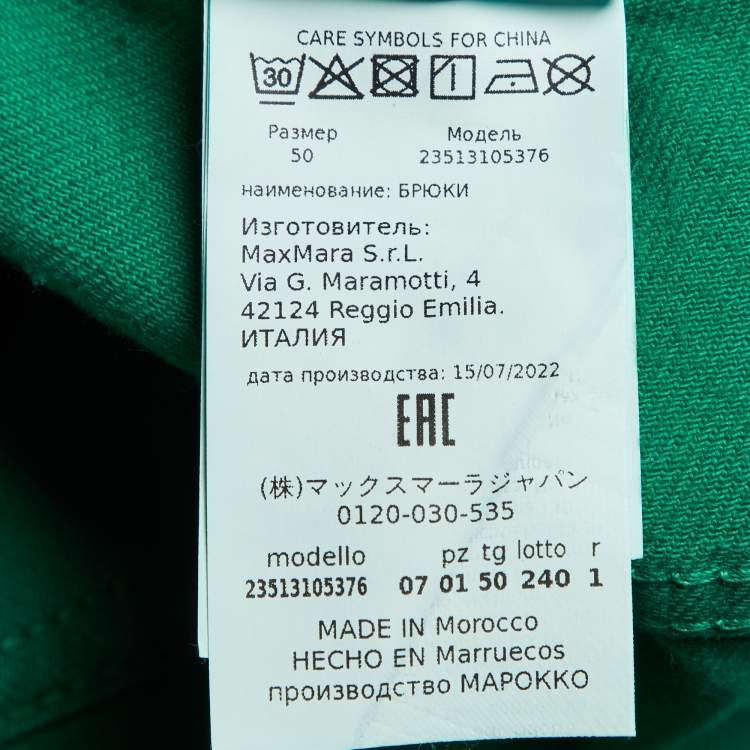 CARE SYMBOLS FOR CHINA
30
Размер Модель
50 23513105376
наименование: БРЮКИ
Изготовитель:
MaxMara S.r.L.
Via G. Maramotti, 4
42124 Reggio Emilia.
ИТАЛИЯ
дата производства: 15/07/2022
EAC
(株)マックスマーラジャパン
0120-030-535
modello pz tg lotto r
23513105376 07 01 50 240 1
MADE IN Morocco
HECHO EN Marruecos
производство МАРОККО